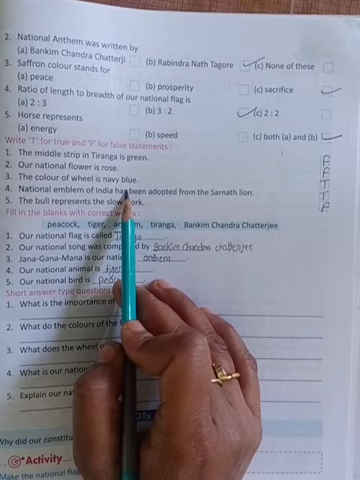 2. National Anthem was written by
(a) Bankim Chandra Chatterji (b) Rabindra Nath Tagore (c) None of these
3. Saffron colour stands for
(a) peace (b) prosperity (c) sacrifice
4. Ratio of length to breadth of our national flag is
(a) 2 : 3 (b) 3 : 2 (c) 2 : 2
5. Horse represents
(a) energy (b) speed (c) both (a) and (b)
Write 'T' for true and 'F' for false statements :
1. The middle strip in Tiranga is green. F
2. Our national flower is rose. F
3. The colour of wheel is navy blue. T
4. National emblem of India has been adopted from the Sarnath lion. T
5. The bull represents the slow work. F
Fill in the blanks with correct
peacock, tiger, tiranga, Bankim Chandra Chatterjee
1. Our national flag is called
2. Our national song was by Bankim Chandra chatterjee
3. Jana-Gana-Mana is our anthem.
4. Our national animal is tiger
5. Our national bird is
Short answer type questions
1. What is the importance of
2. What do the colours of the
3. What does the
4. What is our
5. Explain our
Why did our
Activity
Make the national flag